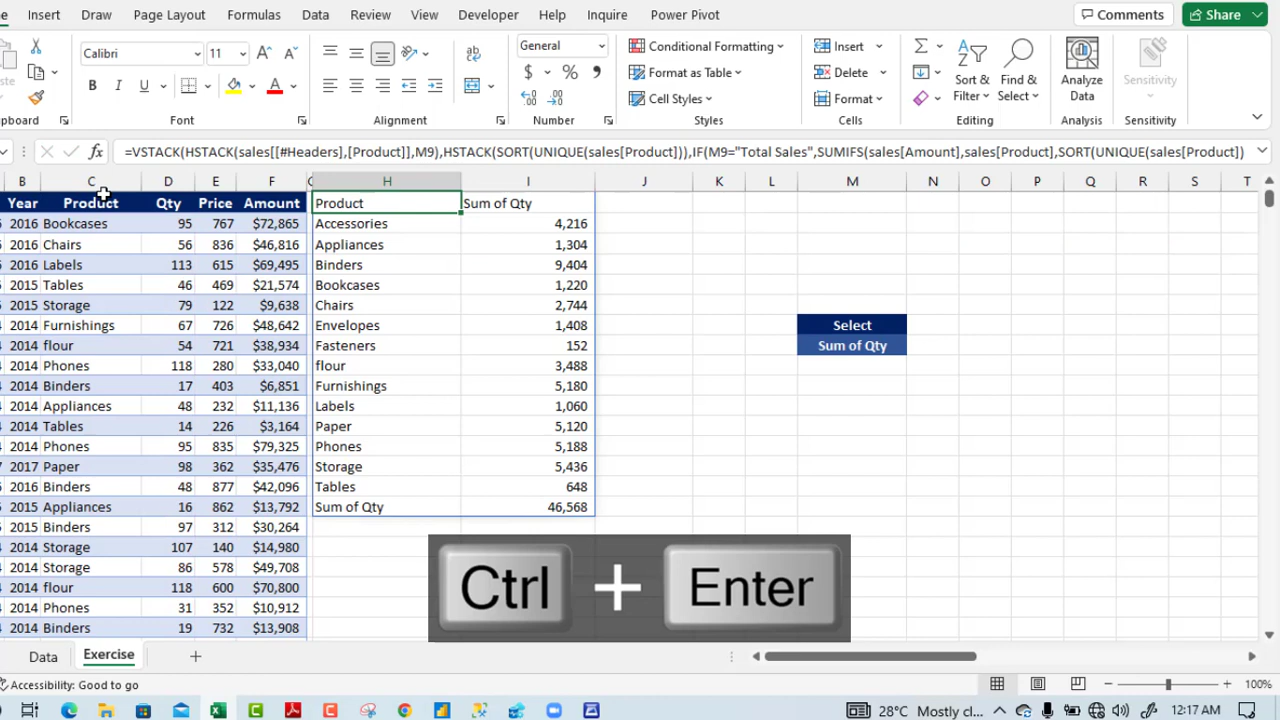 Insert Draw Page Layout Formulas Data Review View Developer Help Inquire Power Pivot Comments Share
Calibri 11 General Conditional Formatting Insert
B I U $ % Format as Table Delete Sort & Find & Analyze Sensitivity
Cell Styles Format Filter Select Data
Font Alignment Number Styles Cells Editing Analysis Sensitivity
fx =VSTACK(HSTACK(sales[[#Headers],[Product]],M9),HSTACK(SORT(UNIQUE(sales[Product])),IF(M9="Total Sales",SUMIFS(sales[Amount],sales[Product],SORT(UNIQUE(sales[Product])
B C D E F H I J K L M N O P Q R S T
Year Product Qty Price Amount Product Sum of Qty
2016 Bookcases 95 767 $72,865 Accessories 4,216
2016 Chairs 56 836 $46,816 Appliances 1,304
2016 Labels 113 615 $69,495 Binders 9,404
2015 Tables 46 469 $21,574 Bookcases 1,220
2015 Storage 79 122 $9,638 Chairs 2,744
2014 Furnishings 67 726 $48,642 Envelopes 1,408 Select
2014 flour 54 721 $38,934 Fasteners 152 Sum of Qty
2014 Phones 118 280 $33,040 flour 3,488
2014 Binders 17 403 $6,851 Furnishings 5,180
2014 Appliances 48 232 $11,136 Labels 1,060
2014 Tables 14 226 $3,164 Paper 5,120
2014 Phones 95 835 $79,325 Phones 5,188
2017 Paper 98 362 $35,476 Storage 5,436
2016 Binders 48 877 $42,096 Tables 648
2015 Appliances 16 862 $13,792 Sum of Qty 46,568
2015 Binders 97 312 $30,264
2014 Storage 107 140 $14,980
2014 Storage 86 578 $49,708
2014 flour 118 600 $70,800
2014 Phones 31 352 $10,912
2014 Binders 19 732 $13,908
Ctrl + Enter
Data Exercise
Accessibility: Good to go 100%
28°C Mostly cl... 12:17 AM